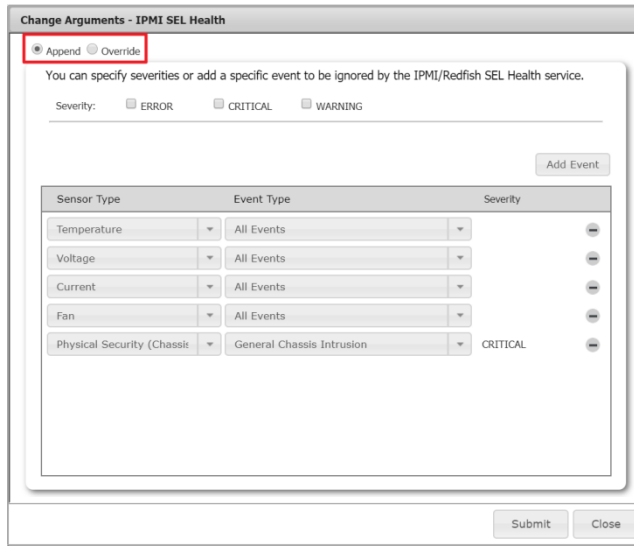 Change Arguments - IPMI SEL Health
Append Override
You can specify severities or add a specific event to be ignored by the IPMI/Redfish SEL Health service.
Severity: ERROR CRITICAL WARNING
Add Event
Sensor Type Event Type Severity
Temperature All Events
Voltage All Events
Current All Events
Fan All Events
Physical Security (Chassis General Chassis Intrusion CRITICAL
Submit Close